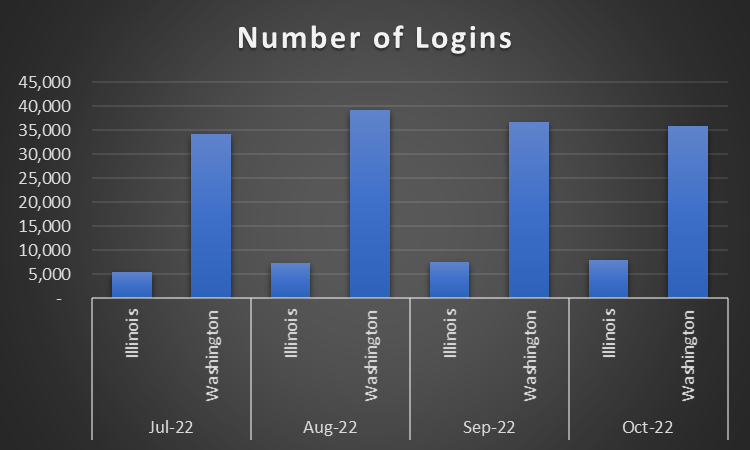 Number of Logins
45,000
40,000
35,000
30,000
25,000
20,000
15,000
10,000
5,000
-
Illinois
Washington
Illinois
Washington
Illinois
Washington
Illinois
Washington
Jul-22
Aug-22
Sep-22
Oct-22